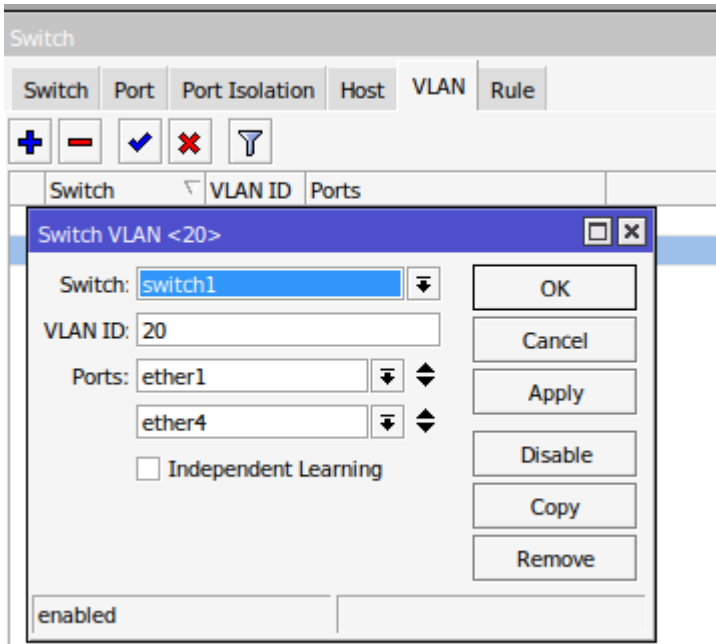 Switch
Switch Port Port Isolation Host VLAN Rule
Switch VLAN ID Ports
Switch VLAN <20>
Switch: switch1 OK
VLAN ID: 20 Cancel
Ports: ether1 Apply
ether4
Independent Learning Disable
Copy
Remove
enabled